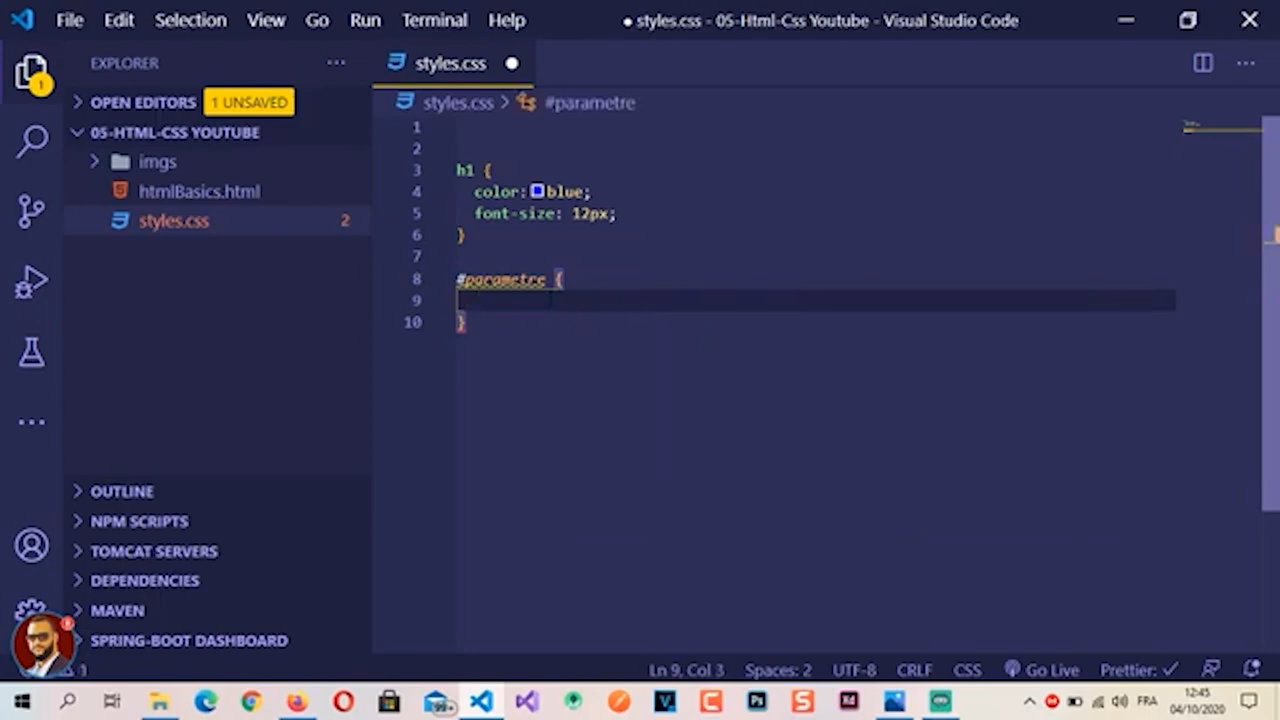 File Edit Selection View Go Run Terminal Help
● styles.css - 05-Html-Css Youtube - Visual Studio Code
EXPLORER
styles.css
1
OPEN EDITORS 1 UNSAVED
styles.css > #parametre
05-HTML-CSS YOUTUBE
imgs
htmlBasics.html
styles.css 2
1
2
3 h1 {
4 color: blue;
5 font-size: 12px;
6 }
7
8 #parametre {
9
10 }
OUTLINE
NPM SCRIPTS
TOMCAT SERVERS
DEPENDENCIES
MAVEN
SPRING-BOOT DASHBOARD
Ln 9, Col 3 Spaces: 2 UTF-8 CRLF CSS Go Live Prettier: ✓
99+
FRA
12:45
04/10/2020